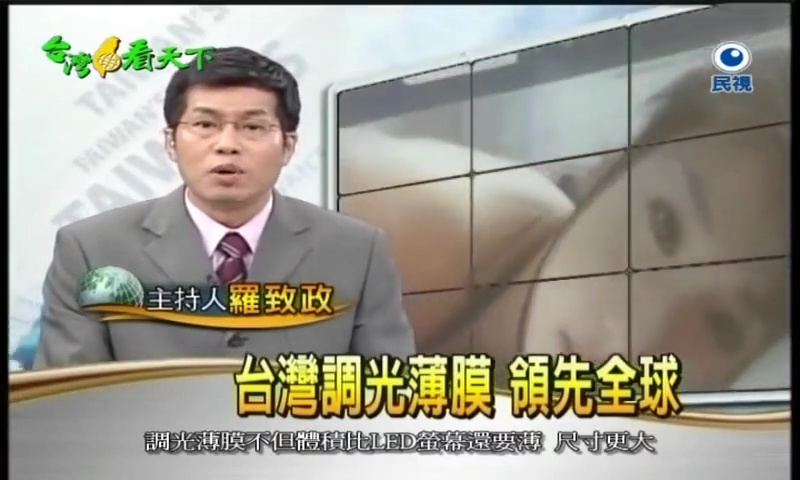 台灣看天下
民視
TAIWAN'S
主持人羅致政
台灣調光薄膜 領先全球
調光薄膜不但體積比LED螢幕還要薄 尺寸更大